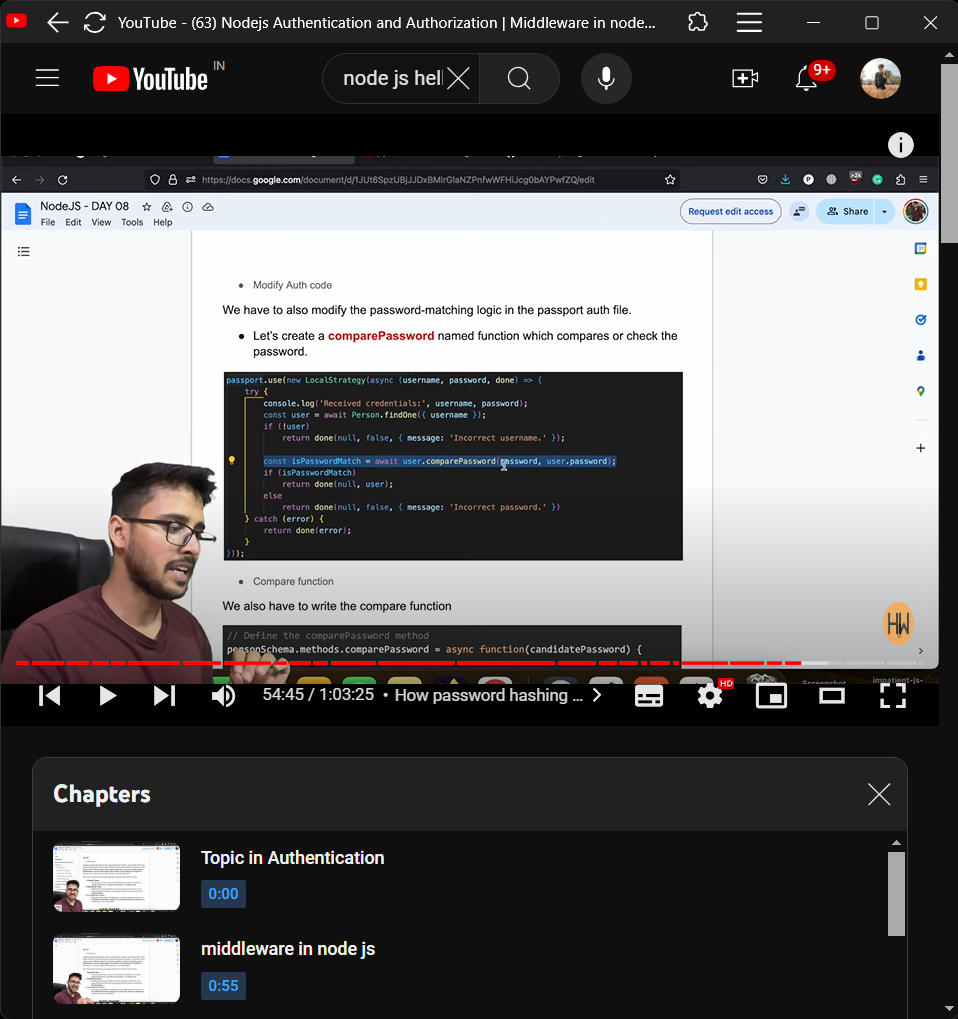 YouTube - (63) Nodejs Authentication and Authorization | Middleware in node...
YouTube IN
node js hel
9+
https://docs.google.com/document/d/1JUt6SpzUBjJJDxBMIrGlaNZPnfwWFHiJcg0bAYPwfZQ/edit
>2k
NodeJS - DAY 08
File Edit View Tools Help
Request edit access
Share
31
Modify Auth code
We have to also modify the password-matching logic in the passport auth file.
Let's create a comparePassword named function which compares or check the
password.
passport.use(new LocalStrategy(async (username, password, done) => {
try {
console.log('Received credentials:', username, password);
const user = await Person.findOne({ username });
if (!user)
return done(null, false, { message: 'Incorrect username.' });
const isPasswordMatch = await user.comparePassword(password, user.password);
if (isPasswordMatch)
return done(null, user);
else
return done(null, false, { message: 'Incorrect password.' })
} catch (error) {
return done(error);
}
}));
Compare function
We also have to write the compare function
// Define the comparePassword method
personSchema.methods.comparePassword = async function(candidatePassword) {
HW
Screenshot
impatient-js-
54:45 / 1:03:25 • How password hashing ...
HD
Chapters
Topic in Authentication
0:00
middleware in node js
0:55